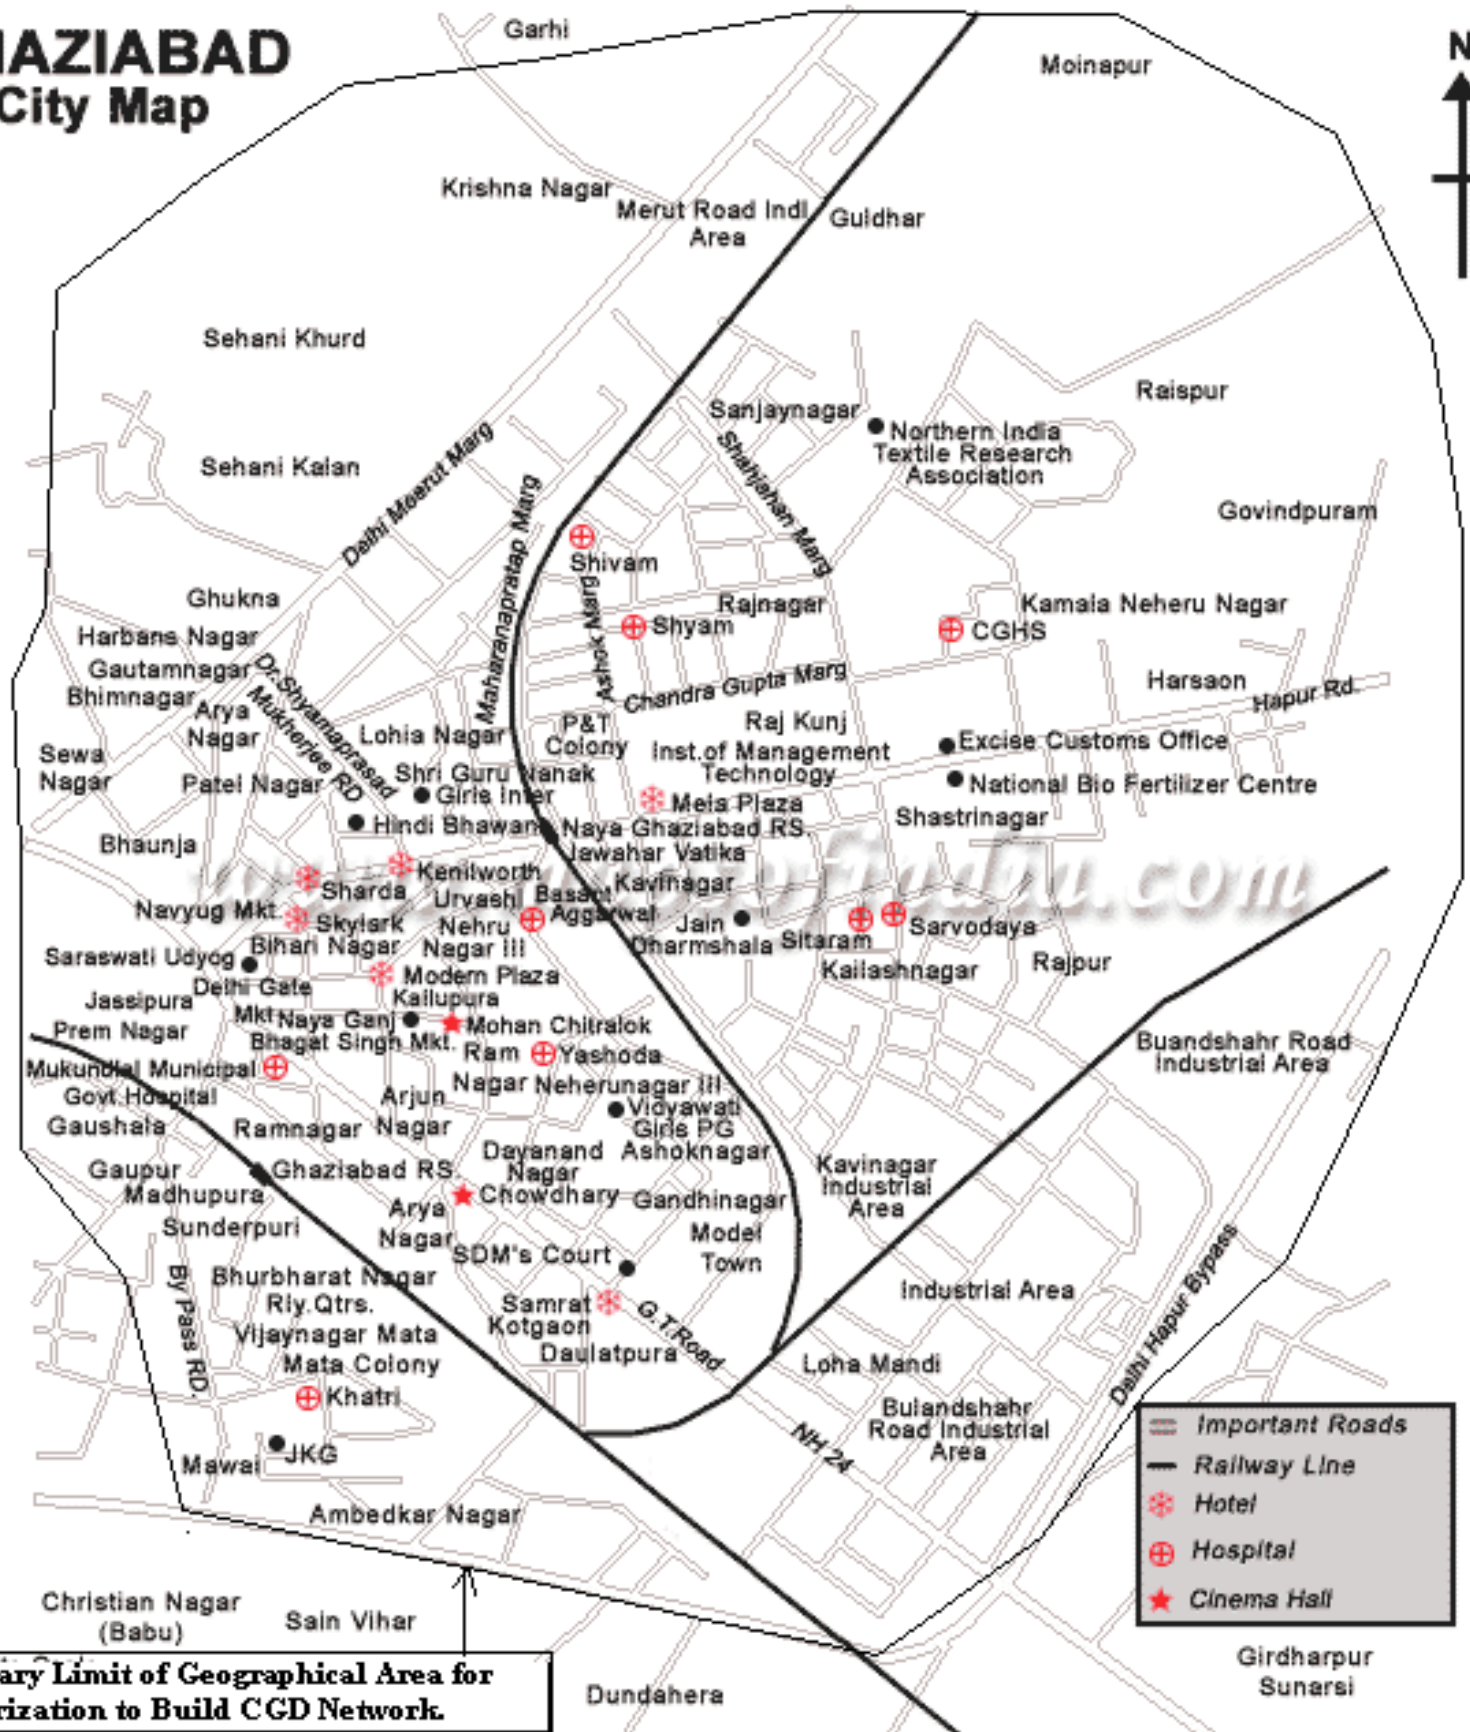 HAZIABAD
City Map
N
Garhi
Moinapur
Krishna Nagar
Merut Road Indl
Area
Guldhar
Sehani Khurd
Raispur
Sanjaynagar
Northern India
Textile Research
Association
Shahjahan Marg
Sehani Kalan
Delhi Meerut Marg
Maharanapratap Marg
Govindpuram
Shivam
Ashok Marg
Ghukna
Rajnagar
Kamala Neheru Nagar
Shyam
CGHS
Harbans Nagar
Gautamnagar
Dr.Shyamaprasad
Mukherjee RD
Bhimnagar
Chandra Gupta Marg
Harsaon
Hapur Rd.
Arya
Nagar
Lohia Nagar
P&T
Colony
Raj Kunj
Inst.of Management
Technology
Excise Customs Office
Sewa
Nagar
Patel Nagar
Shri Guru Nanak
Girls Inter
National Bio Fertilizer Centre
Mela Plaza
Shastrinagar
Hindi Bhawan
Naya Ghaziabad RS.
Bhaunja
Jawahar Vatika
Kenilworth
Kavinagar
Sharda
Urvashi
Basant
Navyug Mkt.
Skylark
Nehru
Nagar III
Aggarwal
Jain
Dharmshala
Sitaram
Sarvodaya
Bihari Nagar
Saraswati Udyog
Delhi Gate
Modern Plaza
Kailashnagar
Rajpur
Jassipura
Kailupura
Mkt
Naya Ganj
Mohan Chitralok
Prem Nagar
Bhagat Singh Mkt.
Ram
Nagar
Yashoda
Buandshahr Road
Industrial Area
Mukundlal Municipal
Govt.Hospital
Neherunagar III
Arjun
Nagar
Vidyawati
Girls PG
Gaushala
Ramnagar
Dayanand
Nagar
Ashoknagar
Gaupur
Ghaziabad RS.
Kavinagar
Industrial
Area
Madhupura
Chowdhary
Gandhinagar
Arya
Nagar
Sunderpuri
Model
Town
SDM's Court
By Pass RD.
Bhurbharat Nagar
Rly.Qtrs.
Industrial Area
Delhi Hapur Bypass
Samrat
Kotgaon
G.T.Road
Vijaynagar Mata
Mata Colony
Daulatpura
Loha Mandi
Khatri
Bulandshahr
Road Industrial
Area
NH 24
JKG
Mawai
Ambedkar Nagar
Important Roads
Railway Line
Hotel
Hospital
Cinema Hall
Christian Nagar
(Babu)
Sain Vihar
Girdharpur
Sunarsi
Dundahera
ary Limit of Geographical Area for
rization to Build CGD Network.